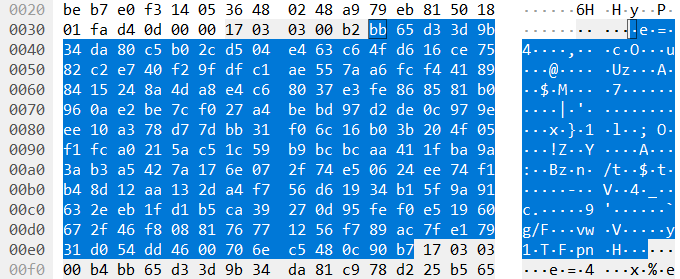 0020 be b7 e0 f3 14 05 36 48 02 48 a9 79 eb 81 50 18 ······6H ·H·y··P·
0030 01 fa d4 0d 00 00 17 03 03 00 b2 bb 65 d3 3d 9b ········ ····e·=·
0040 34 da 80 c5 b0 2c d5 04 e4 63 c6 4f d6 16 ce 75 4····,·· ·c·O···u
0050 82 c2 e7 40 f2 9f df c1 ae 55 7a a6 fc f4 41 89 ···@···· ·Uz···A·
0060 84 15 24 8a 4d a8 e4 c6 80 37 e3 fe 86 85 81 b0 ··$·M··· ·7······
0070 96 0a e2 be 7c f0 27 a4 be bd 97 d2 de 0c 97 9e ····|·'· ········
0080 ee 10 a3 78 d7 7d bb 31 f0 6c 16 b0 3b 20 4f 05 ···x·}·1 ·l··; O·
0090 f1 fc a0 21 5a c5 1c 59 b9 bc bc aa 41 1f ba 9a ···!Z··Y ····A···
00a0 3a b3 a5 42 7a 17 6e 07 2f 74 e5 06 24 ee 74 f1 :··Bz·n· /t··$·t·
00b0 b4 8d 12 aa 13 2d a4 f7 56 d6 19 34 b1 5f 9a 91 ·····-·· V··4·_··
00c0 63 2e eb 1f d1 b5 ca 39 27 0d 95 fe f0 e5 19 60 c.·····9 '······`
00d0 67 2f 46 f8 08 81 76 77 12 56 f7 89 ac 7f e1 79 g/F···vw ·V·····y
00e0 31 d0 54 dd 46 00 70 6e c5 48 0c 90 b7 17 03 03 1·T·F·pn ·H······
00f0 00 b4 bb 65 d3 3d 9b 34 da 81 c9 78 d2 25 b5 65 ···e·=·4 ···x·%·e